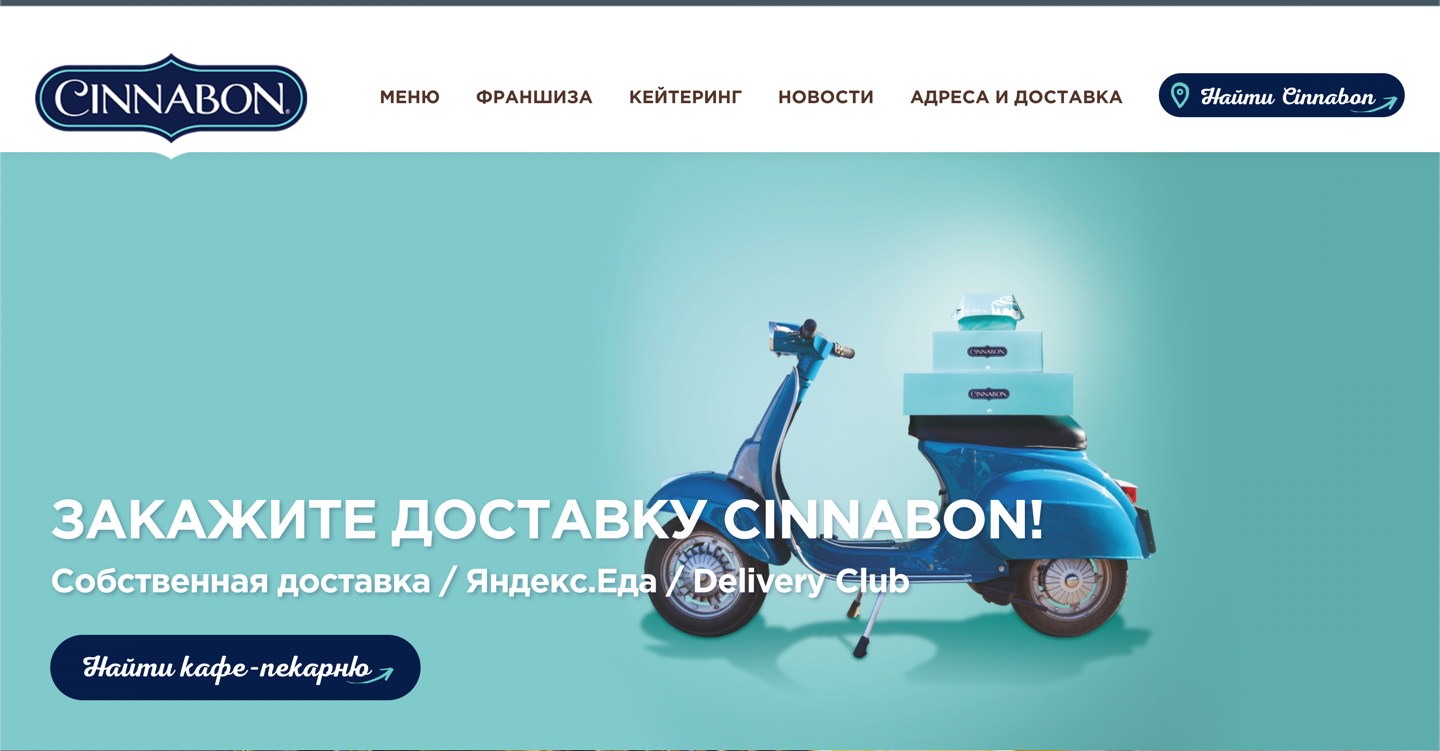 CINNABON®
МЕНЮ
ФРАНШИЗА
КЕЙТЕРИНГ
НОВОСТИ
АДРЕСА И ДОСТАВКА
Найти Cinnabon
CINNABON
CINNABON
ЗАКАЖИТЕ ДОСТАВКУ CINNABON!
Собственная доставка / Яндекс.Еда / Delivery Club
Найти кафе-пекарню